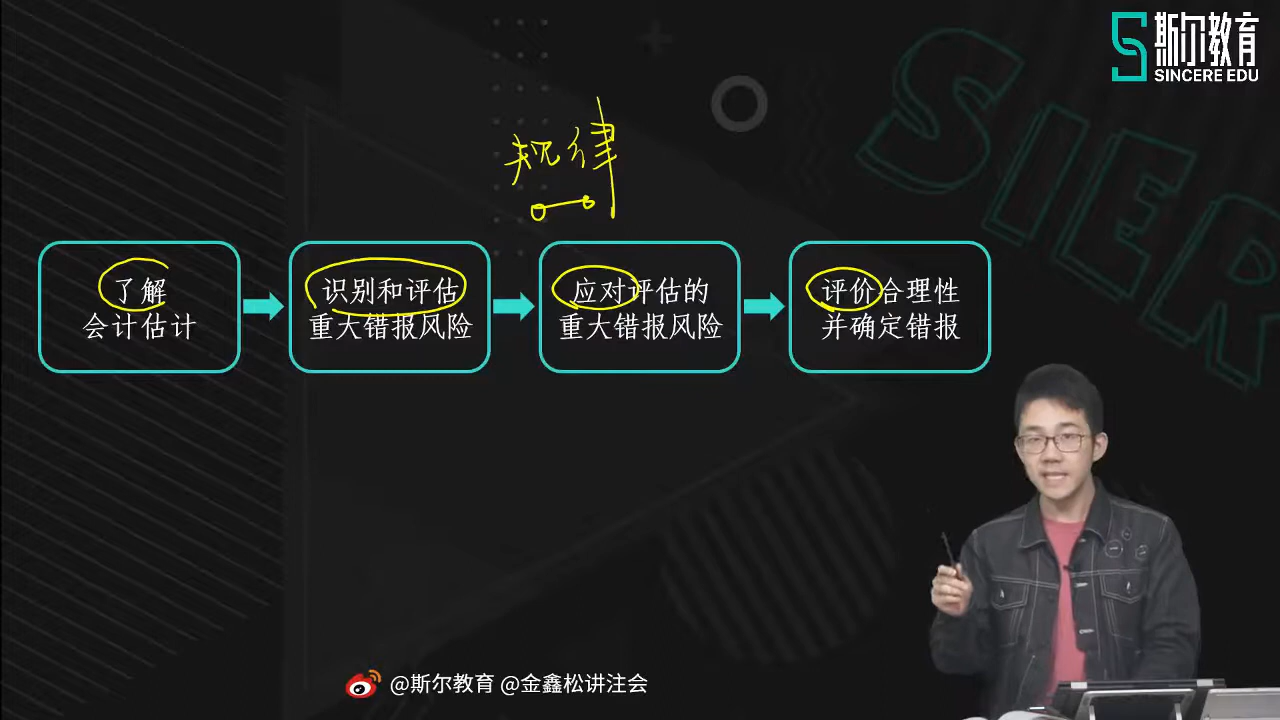 斯尔教育
SINCERE EDU
SIER
规律
了解
会计估计
识别和评估
重大错报风险
应对评估的
重大错报风险
评价合理性
并确定错报
@斯尔教育 @金鑫松讲注会